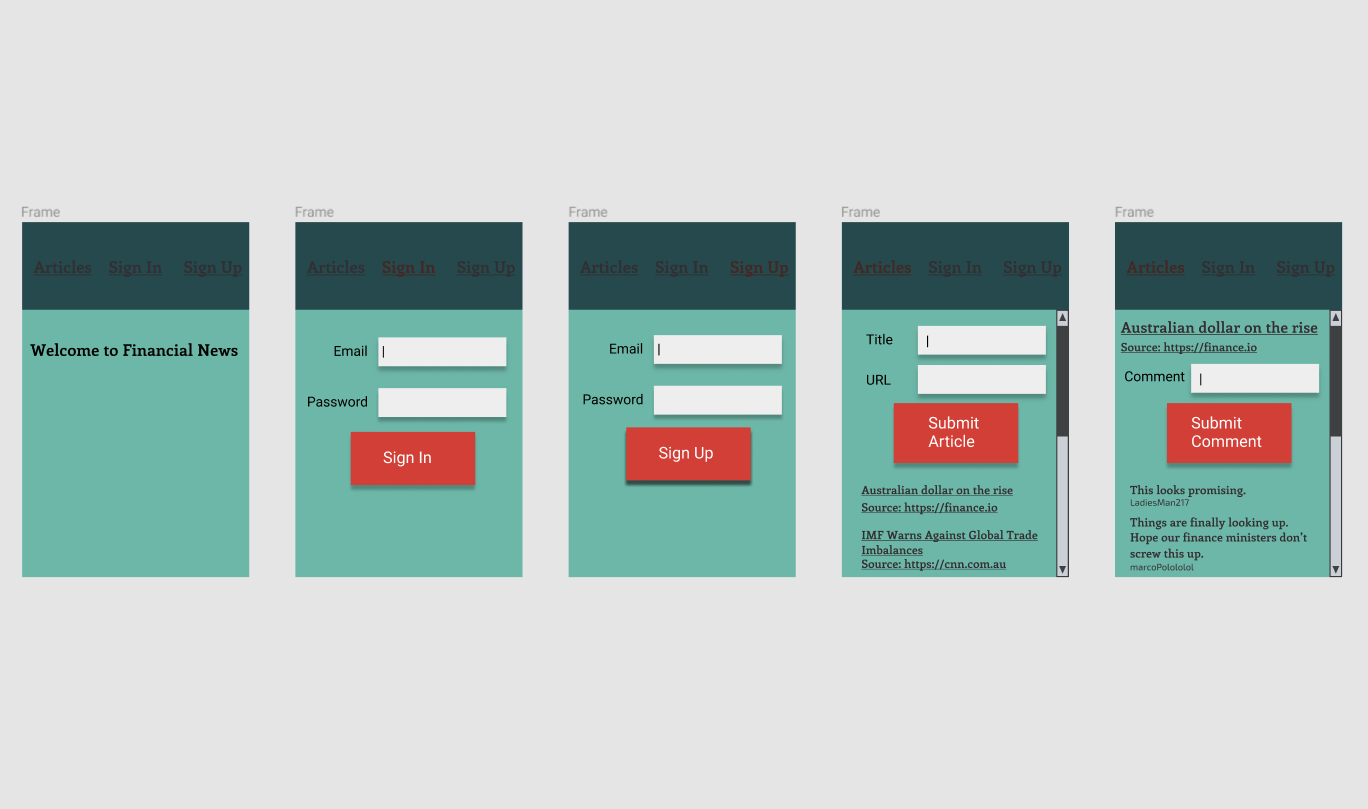 Frame
Articles Sign In Sign Up
Welcome to Financial News
Frame
Articles Sign In Sign Up
Email
Password
Sign In
Frame
Articles Sign In Sign Up
Email
Password
Sign Up
Frame
Articles Sign In Sign Up
Title
URL
Submit
Article
Australian dollar on the rise
Source: https://finance.io
IMF Warns Against Global Trade
Imbalances
Source: https://cnn.com.au
Frame
Articles Sign In Sign Up
Australian dollar on the rise
Source: https://finance.io
Comment
Submit
Comment
This looks promising.
LadiesMan217
Things are finally looking up.
Hope our finance ministers don't
screw this up.
marcoPolololol